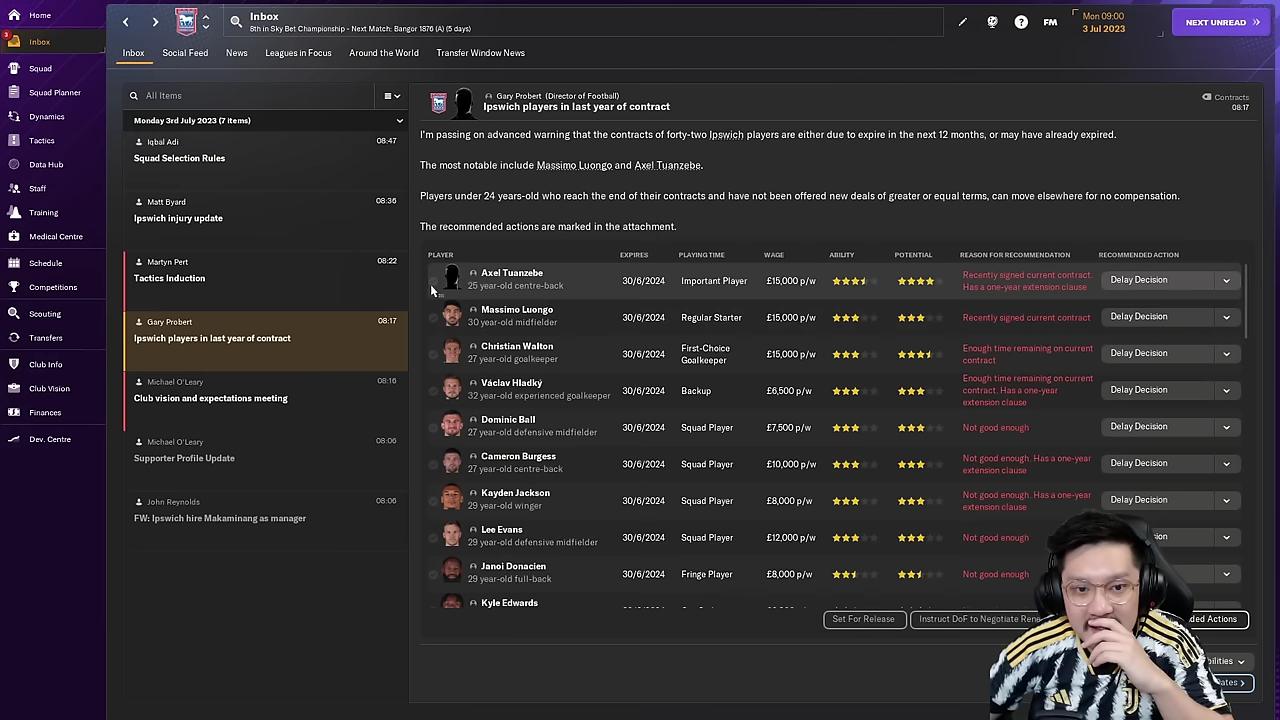 Home
3
Inbox
Squad
Squad Planner
Dynamics
Tactics
Data Hub
Staff
Training
Medical Centre
Schedule
Competitions
Scouting
Transfers
Club Info
Club Vision
Finances
Dev. Centre
Inbox
8th in Sky Bet Championship - Next Match: Bangor 1876 (A) (5 days)
FM
Mon 09:00
3 Jul 2023
NEXT UNREAD
Inbox Social Feed News Leagues in Focus Around the World Transfer Window News
All Items
Monday 3rd July 2023 (7 items)
Iqbal Adi 08:47
Squad Selection Rules
Matt Byard 08:36
Ipswich injury update
Martyn Pert 08:22
Tactics Induction
Gary Probert 08:17
Ipswich players in last year of contract
Michael O'Leary 08:16
Club vision and expectations meeting
Michael O'Leary 08:06
Supporter Profile Update
John Reynolds 08:06
FW: Ipswich hire Makaminang as manager
Gary Probert (Director of Football)
Ipswich players in last year of contract
Contracts
08:17
I'm passing on advanced warning that the contracts of forty-two Ipswich players are either due to expire in the next 12 months, or may have already expired.
The most notable include Massimo Luongo and Axel Tuanzebe.
Players under 24 years-old who reach the end of their contracts and have not been offered new deals of greater or equal terms, can move elsewhere for no compensation.
The recommended actions are marked in the attachment.
PLAYER EXPIRES PLAYING TIME WAGE ABILITY POTENTIAL REASON FOR RECOMMENDATION RECOMMENDED ACTION
Axel Tuanzebe
25 year-old centre-back
30/6/2024 Important Player £15,000 p/w
Recently signed current contract.
Has a one-year extension clause
Delay Decision
Massimo Luongo
30 year-old midfielder
30/6/2024 Regular Starter £15,000 p/w
Recently signed current contract
Delay Decision
Christian Walton
27 year-old goalkeeper
30/6/2024
First-Choice
Goalkeeper
£15,000 p/w
Enough time remaining on current
contract
Delay Decision
Václav Hladký
32 year-old experienced goalkeeper
30/6/2024 Backup £6,500 p/w
Enough time remaining on current
contract. Has a one-year
extension clause
Delay Decision
Dominic Ball
27 year-old defensive midfielder
30/6/2024 Squad Player £7,500 p/w
Not good enough
Delay Decision
Cameron Burgess
27 year-old centre-back
30/6/2024 Squad Player £10,000 p/w
Not good enough. Has a one-year
extension clause
Delay Decision
Kayden Jackson
29 year-old winger
30/6/2024 Squad Player £8,000 p/w
Not good enough. Has a one-year
extension clause
Delay Decision
Lee Evans
29 year-old defensive midfielder
30/6/2024 Squad Player £12,000 p/w
Not good enough
Janoi Donacien
29 year-old full-back
30/6/2024 Fringe Player £8,000 p/w
Not good enough
Kyle Edwards
Set For Release
Instruct DoF to Negotiate
Actions